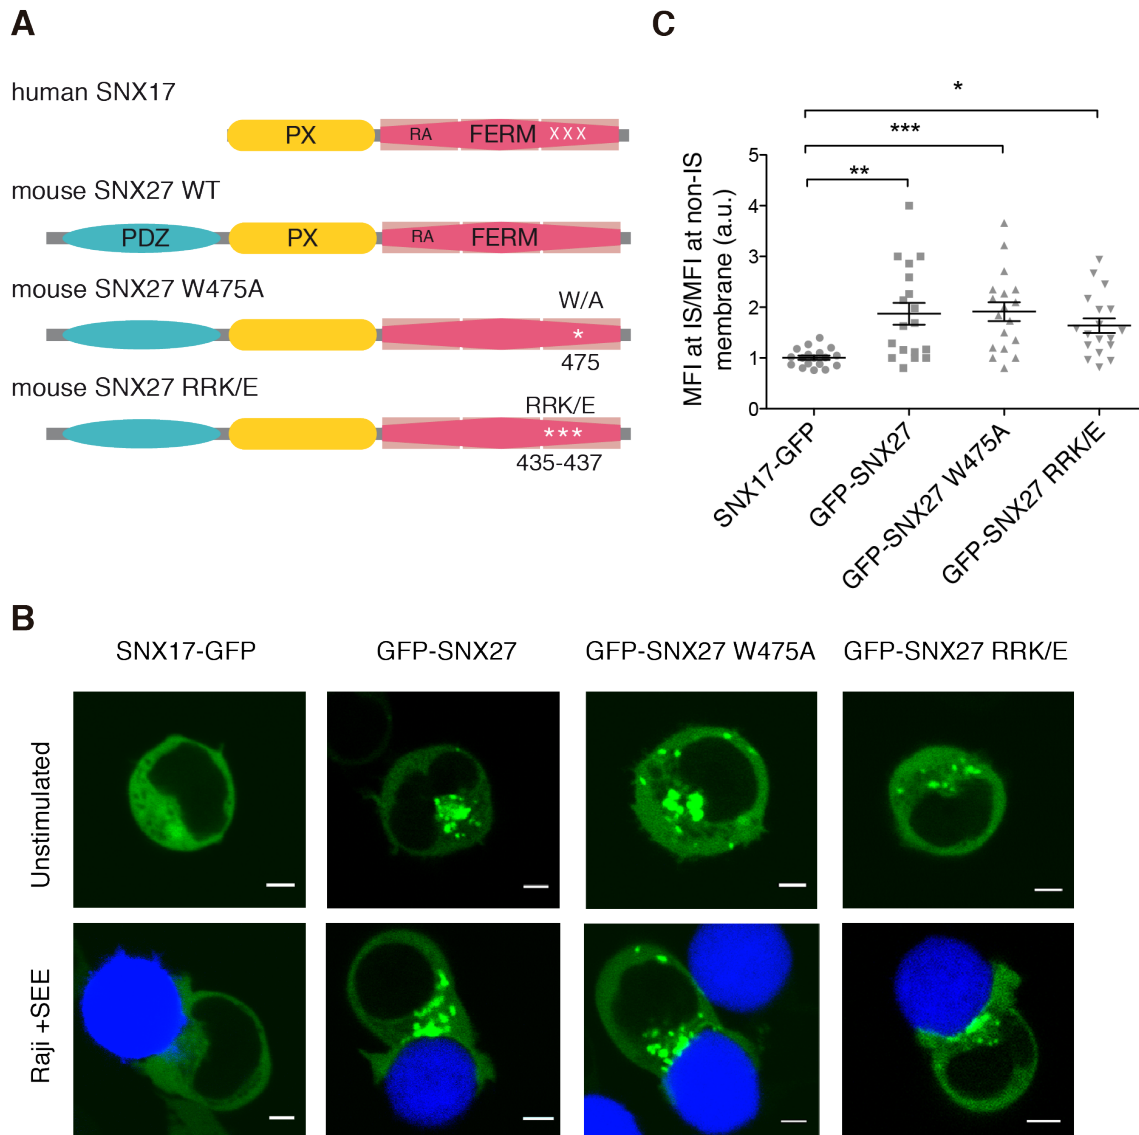 A
human SNX17
PX RA FERM XXX
mouse SNX27 WT
PDZ PX RA FERM
mouse SNX27 W475A
W/A
*
475
mouse SNX27 RRK/E
RRK/E
***
435-437
C
*
***
**
MFI at IS/MFI at non-IS
membrane (a.u.)
5
4
3
2
1
0
SNX17-GFP
GFP-SNX27
GFP-SNX27 W475A
GFP-SNX27 RRK/E
B
SNX17-GFP GFP-SNX27 GFP-SNX27 W475A GFP-SNX27 RRK/E
Unstimulated
Raji +SEE